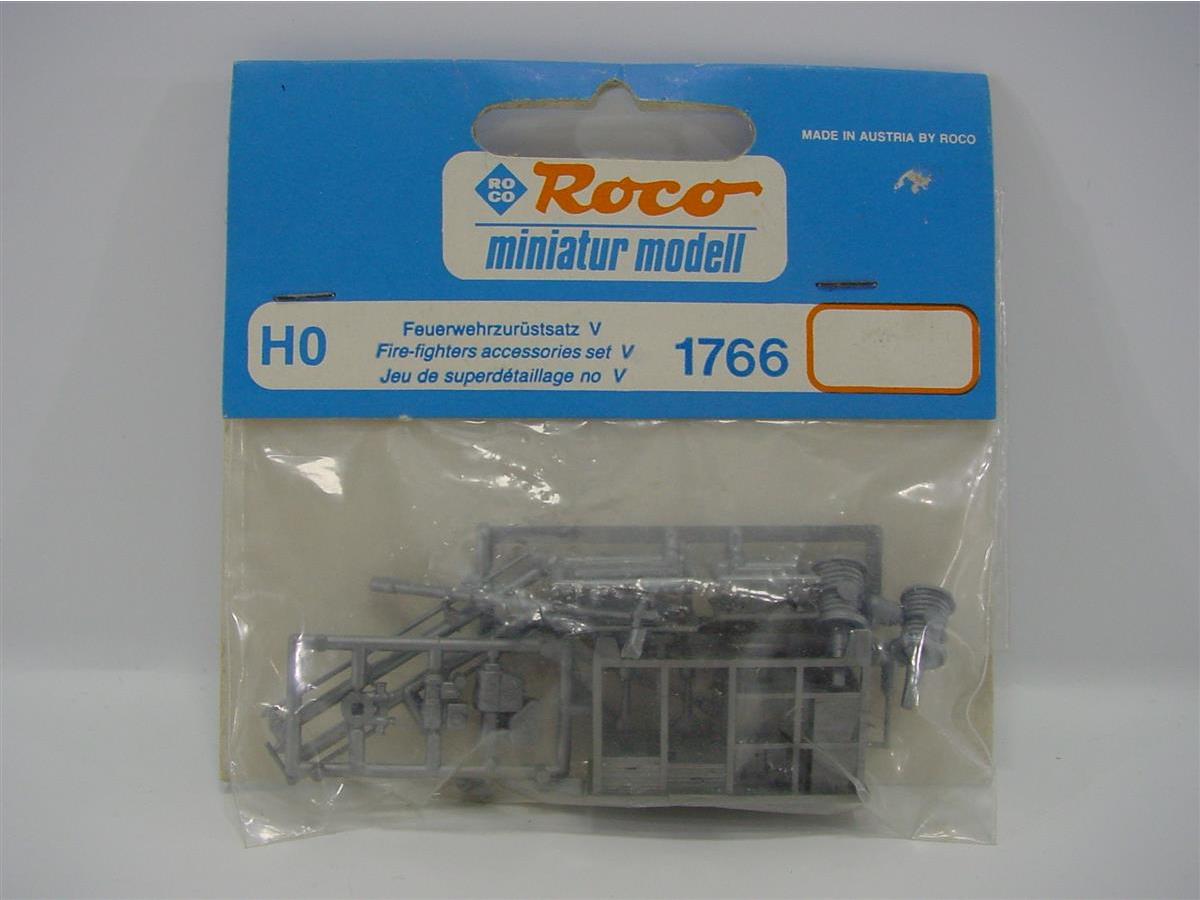 MADE IN AUSTRIA BY ROCO
RO
CO
Roco
miniatur modell
H0
Feuerwehrzurüstsatz V
Fire-fighters accessories set V
Jeu de superdétaillage no V
1766